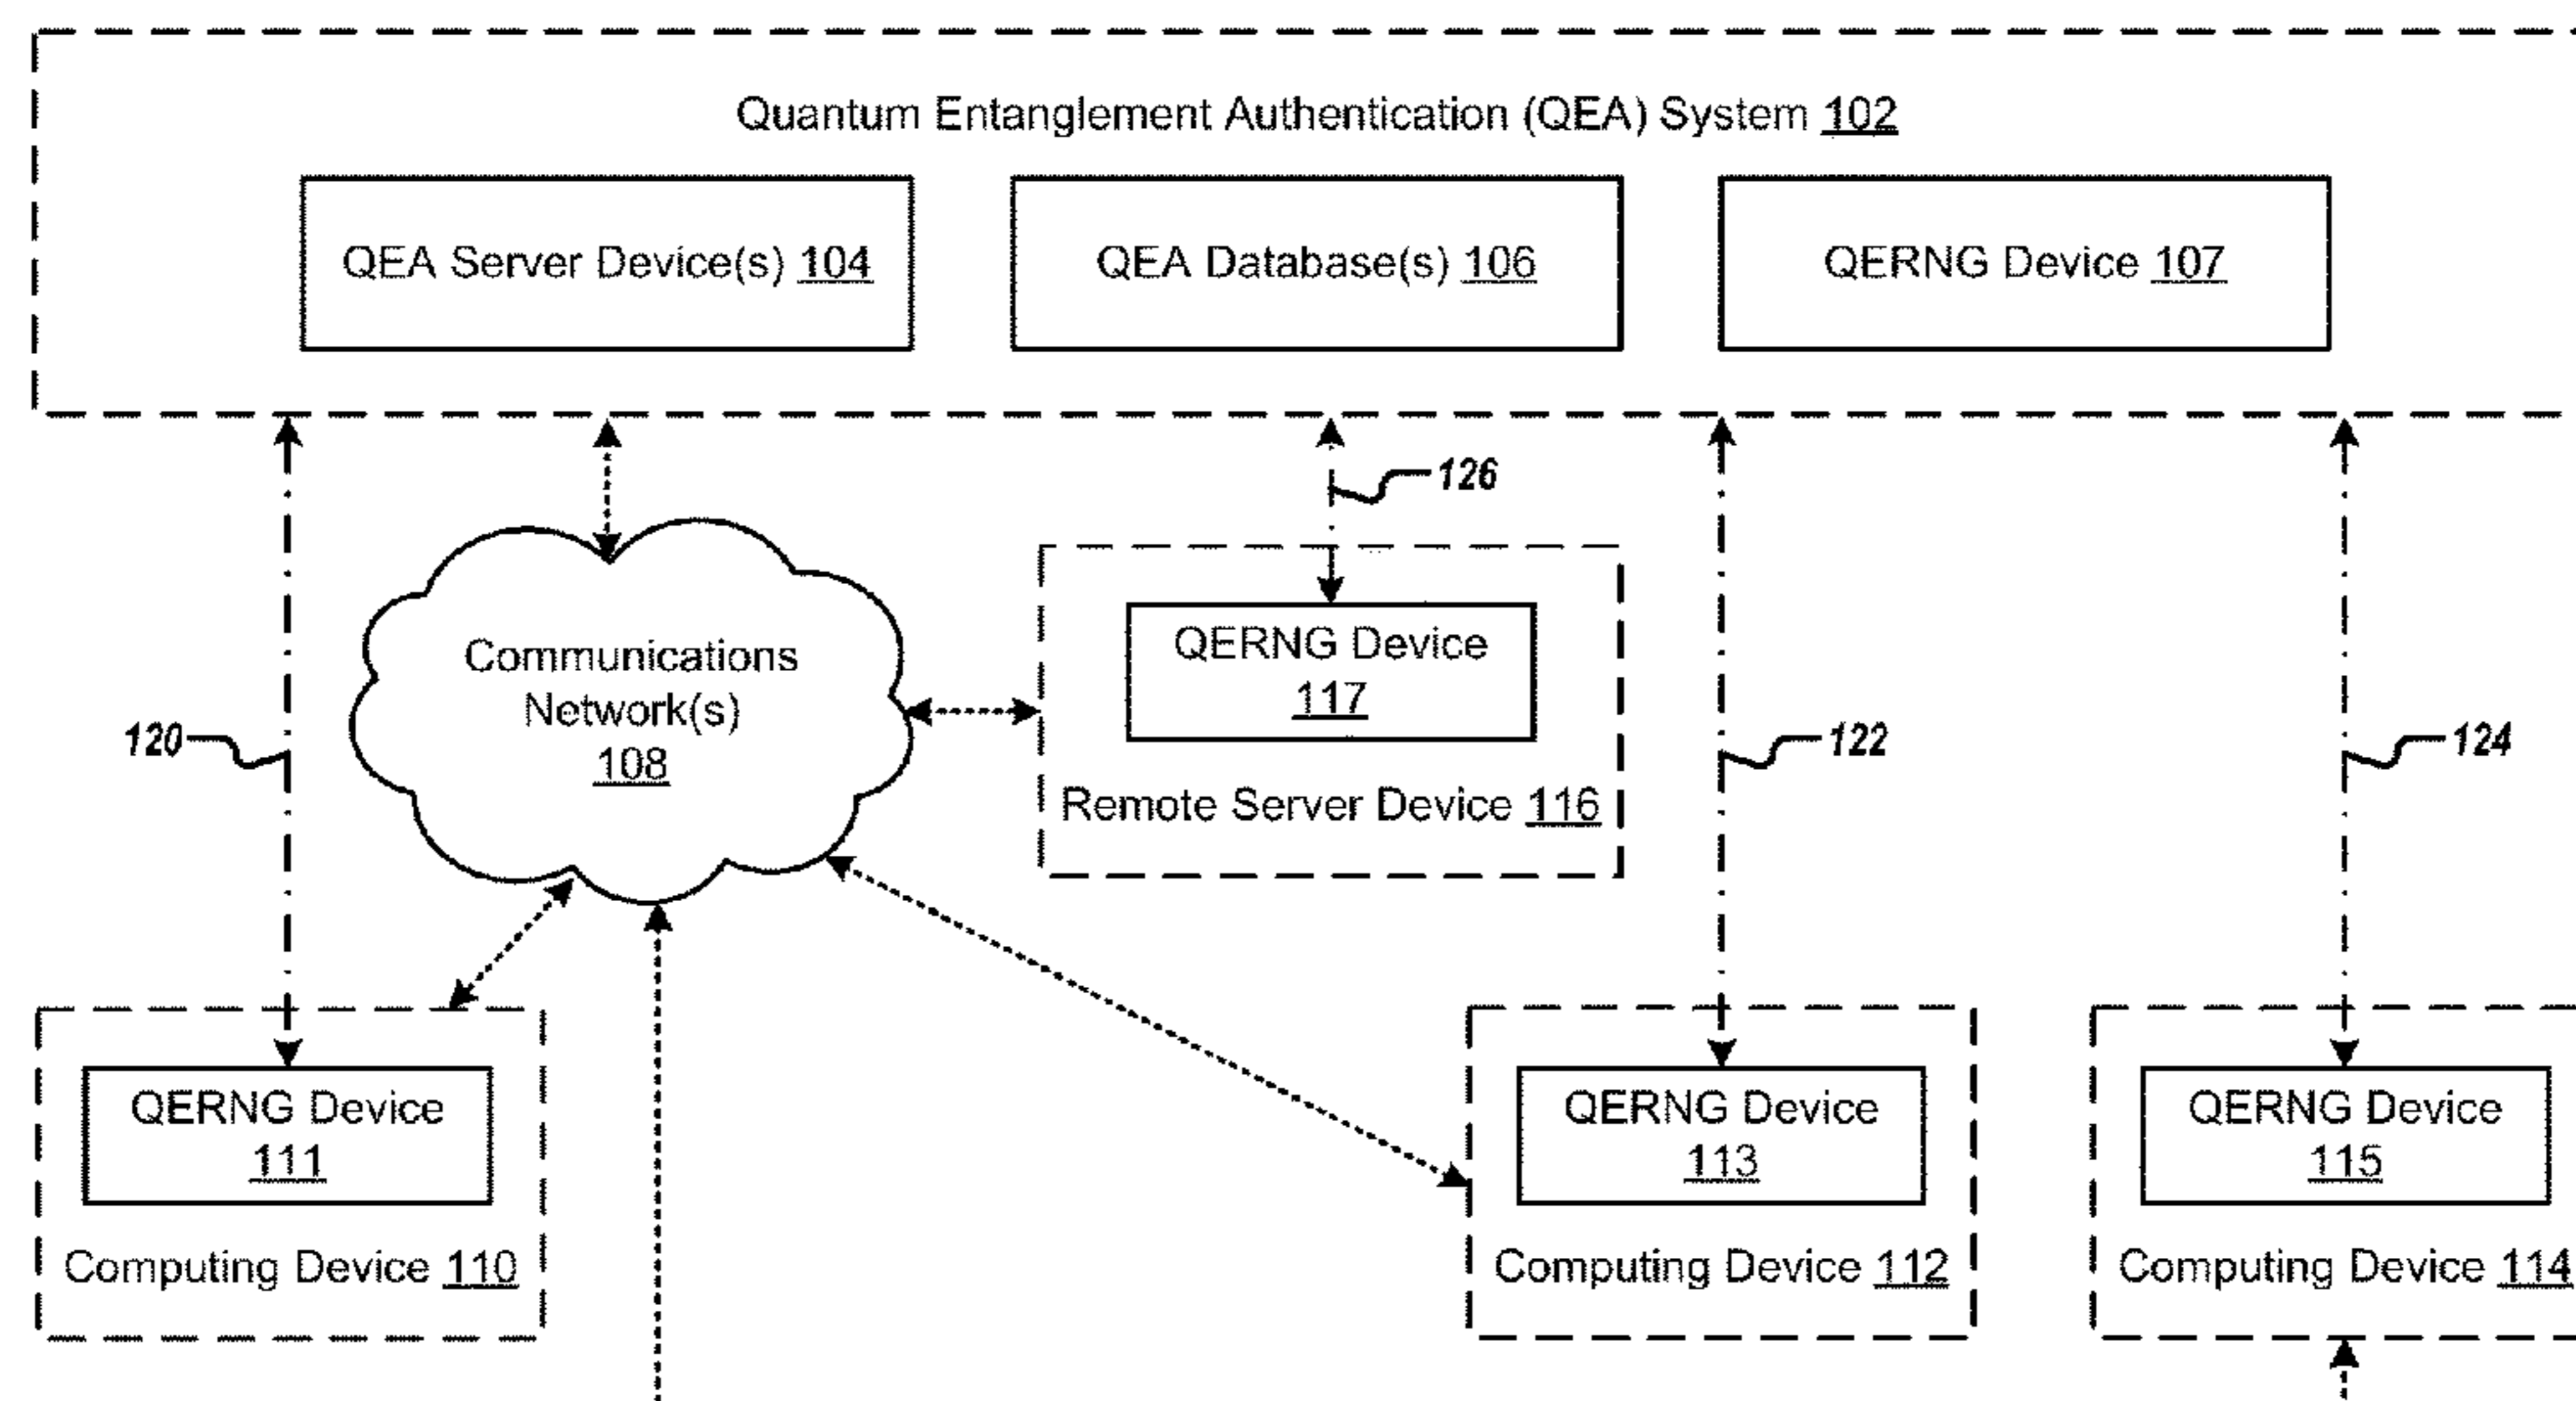 Quantum Entanglement Authentication (QEA) System 102
QEA Server Device(s) 104
QEA Database(s) 106
QERNG Device 107
126
Communications
Network(s)
108
QERNG Device
117
Remote Server Device 116
120
122
124
QERNG Device
111
Computing Device 110
QERNG Device
113
Computing Device 112
QERNG Device
115
Computing Device 114